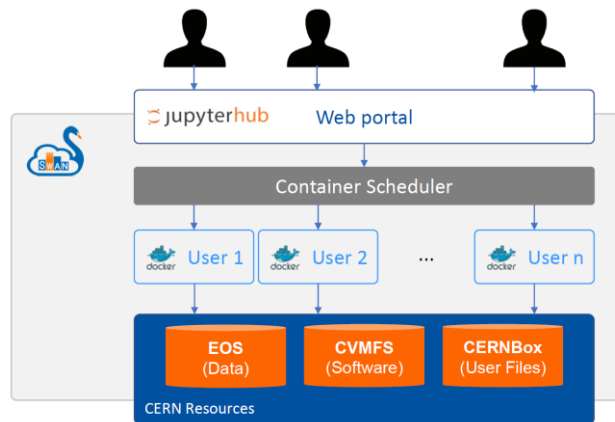 jupyterhub Web portal
SWAN
Container Scheduler
docker User 1 docker User 2 ... docker User n
EOS CVMFS CERNBox
(Data) (Software) (User Files)
CERN Resources